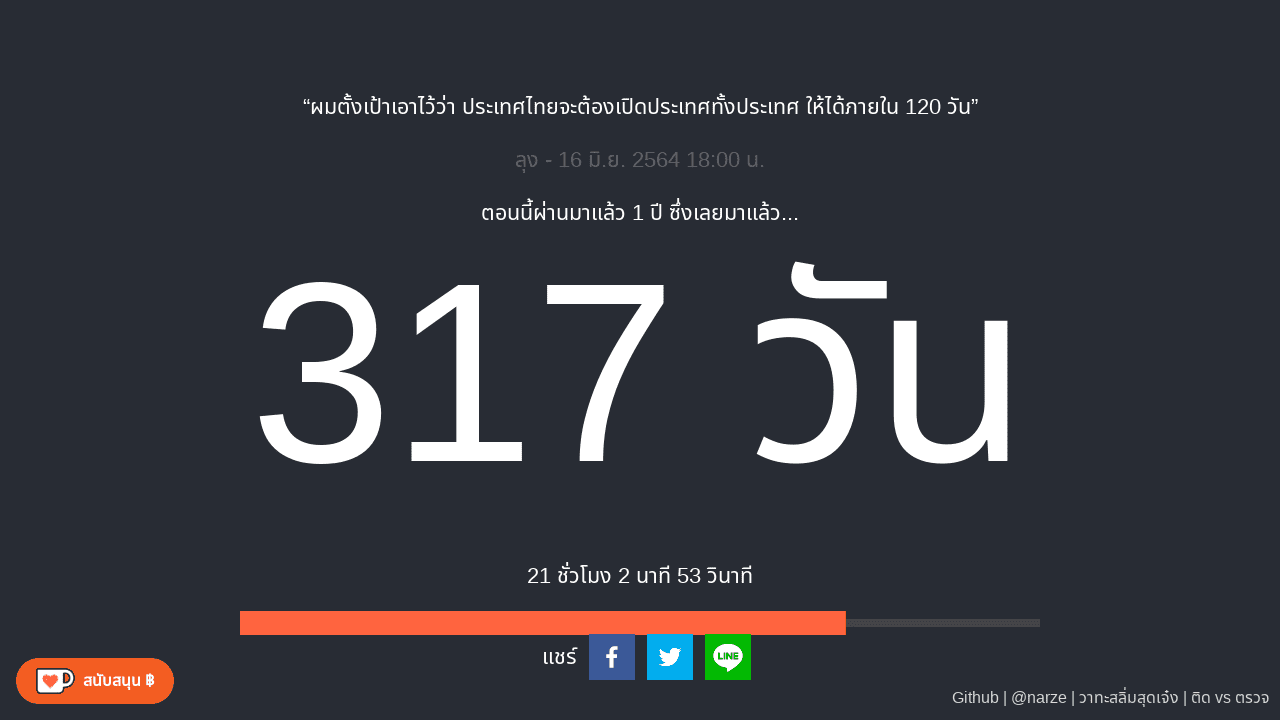 “ผมตั้งเป้าเอาไว้ว่า ประเทศไทยจะต้องเปิดประเทศทั้งประเทศ ให้ได้ภายใน 120 วัน”
ลุง - 16 มิ.ย. 2564 18:00 น.
ตอนนี้ผ่านมาแล้ว 1 ปี ซึ่งเลยมาแล้ว...
317 วัน
21 ชั่วโมง 2 นาที 53 วินาที
แชร์
LINE
สนับสนุน ฿
Github | @narze | วาทะสลิ่มสุดเจ๋ง | ติด vs ตรวจ